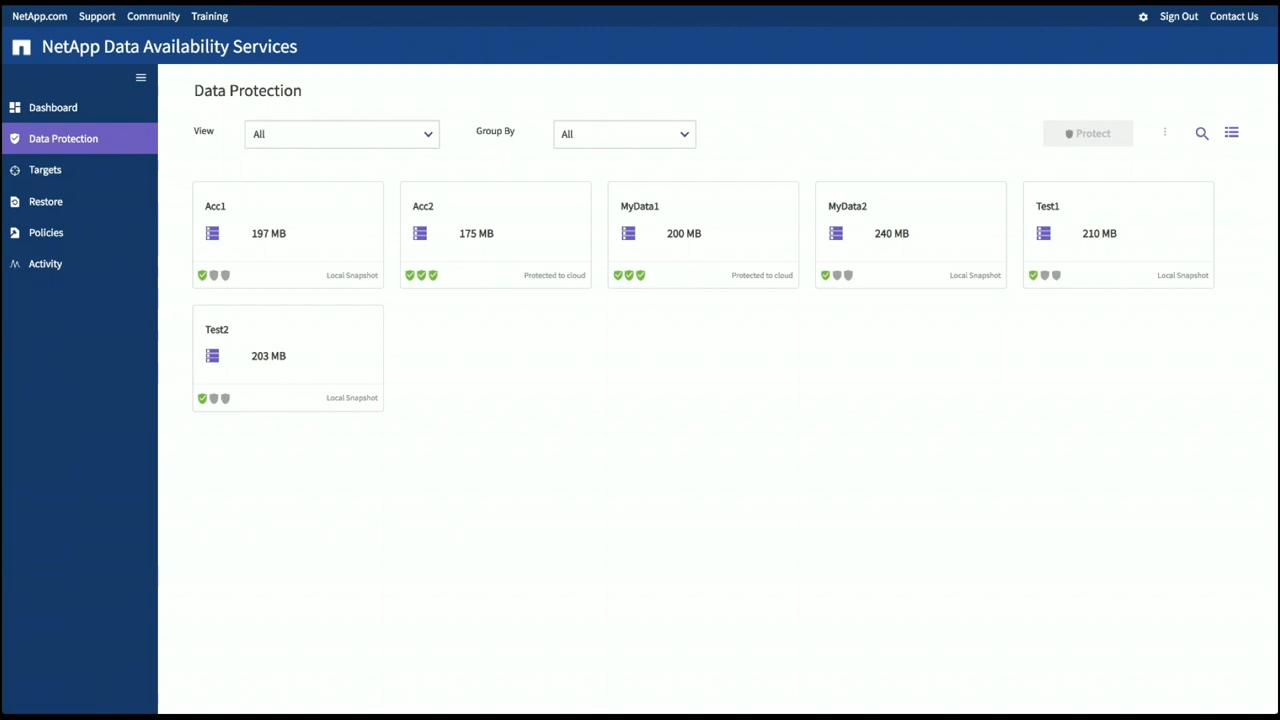 NetApp.com Support Community Training Sign Out Contact Us
NetApp Data Availability Services
Dashboard
Data Protection
Targets
Restore
Policies
Activity
Data Protection
View All Group By All Protect
Acc1
197 MB
Local Snapshot
Acc2
175 MB
Protected to cloud
MyData1
200 MB
Protected to cloud
MyData2
240 MB
Local Snapshot
Test1
210 MB
Local Snapshot
Test2
203 MB
Local Snapshot